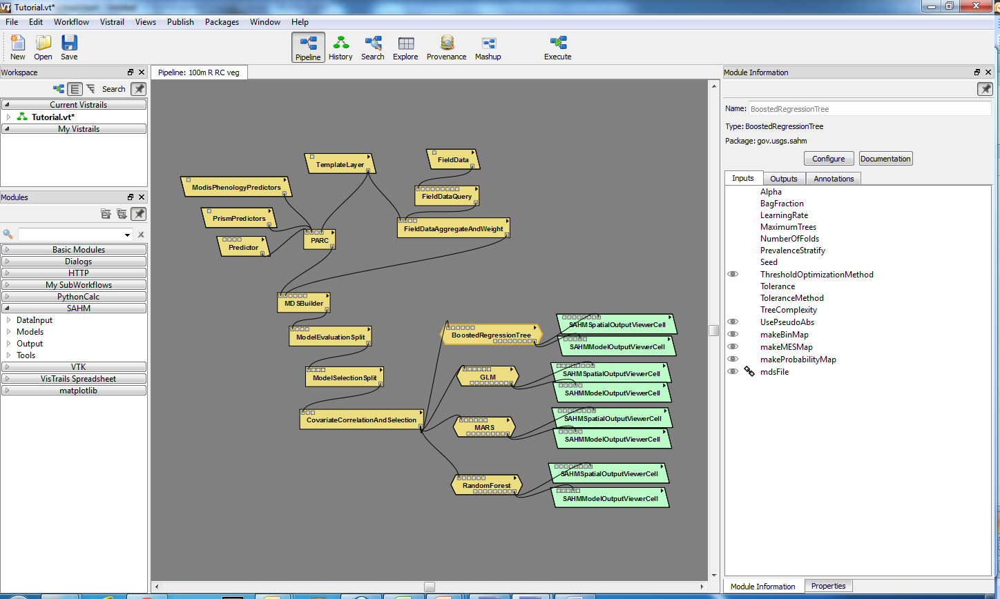 VT Tutorial.vt*
File Edit Workflow Vistrail Views Publish Packages Window Help
New Open Save Pipeline History Search Explore Provenance Mashup Execute
Workspace
Search
Current Vistrails
Tutorial.vt*
My Vistrails
Modules
Basic Modules
Dialogs
HTTP
My SubWorkflows
PythonCalc
SAHM
DataInput
Models
Output
Tools
VTK
VisTrails Spreadsheet
matplotlib
Pipeline: 100m R RC veg
TemplateLayer
FieldData
ModisPhenologyPredictors
FieldDataQuery
PrismPredictors
FieldDataAggregateAndWeight
PARC
Predictor
MDSBuilder
ModelEvaluationSplit
ModelSelectionSplit
CovariateCorrelationAndSelection
BoostedRegressionTree
SAHMSpatialOutputViewerCell
SAHMModelOutputViewerCell
GLM
SAHMSpatialOutputViewerCell
SAHMModelOutputViewerCell
MARS
SAHMSpatialOutputViewerCell
SAHMModelOutputViewerCell
RandomForest
SAHMSpatialOutputViewerCell
SAHMModelOutputViewerCell
Module Information
Name: BoostedRegressionTree
Type: BoostedRegressionTree
Package: gov.usgs.sahm
Configure Documentation
Inputs Outputs Annotations
Alpha
BagFraction
LearningRate
MaximumTrees
NumberOfFolds
PrevalenceStratify
Seed
ThresholdOptimizationMethod
Tolerance
ToleranceMethod
TreeComplexity
UsePseudoAbs
makeBinMap
makeMESMap
makeProbabilityMap
mdsFile
Module Information Properties